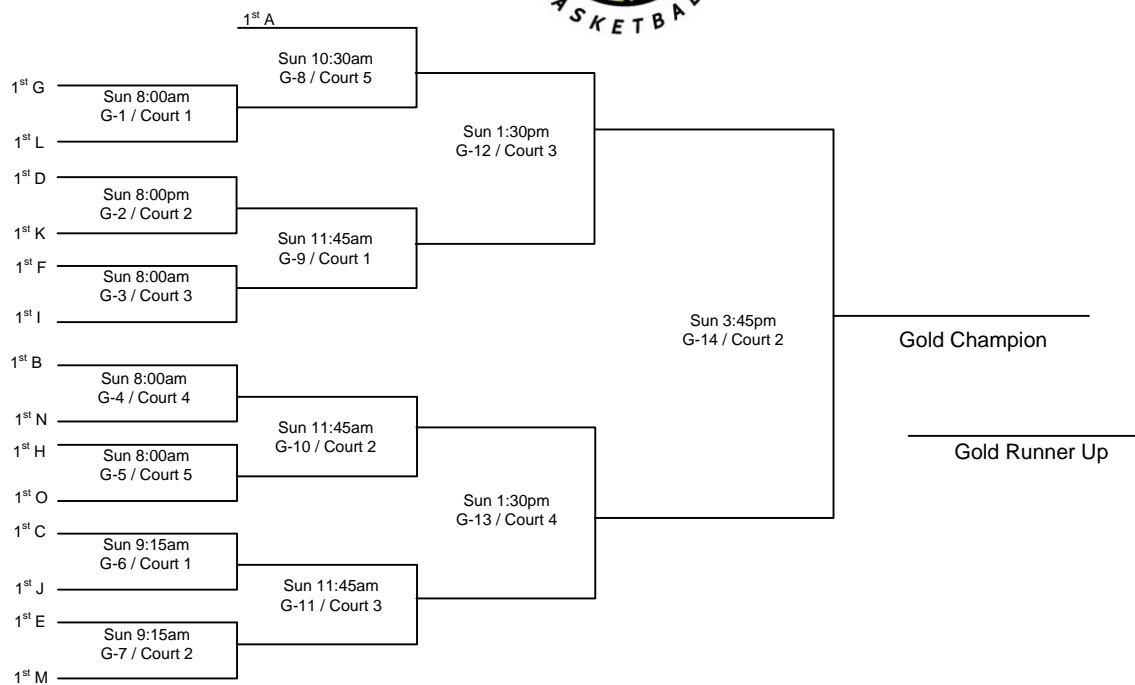 ASKETBA
1st A
Sun 10:30am
G-8 / Court 5
1st G
Sun 8:00am
G-1 / Court 1
1st L
Sun 1:30pm
G-12 / Court 3
1st D
Sun 8:00pm
G-2 / Court 2
1st K
Sun 11:45am
G-9 / Court 1
1st F
Sun 8:00am
G-3 / Court 3
1st I
Sun 3:45pm
G-14 / Court 2
Gold Champion
1st B
Sun 8:00am
G-4 / Court 4
1st N
Sun 11:45am
G-10 / Court 2
1st H
Sun 8:00am
G-5 / Court 5
1st O
Gold Runner Up
Sun 1:30pm
G-13 / Court 4
1st C
Sun 9:15am
G-6 / Court 1
1st J
Sun 11:45am
G-11 / Court 3
1st E
Sun 9:15am
G-7 / Court 2
1st M